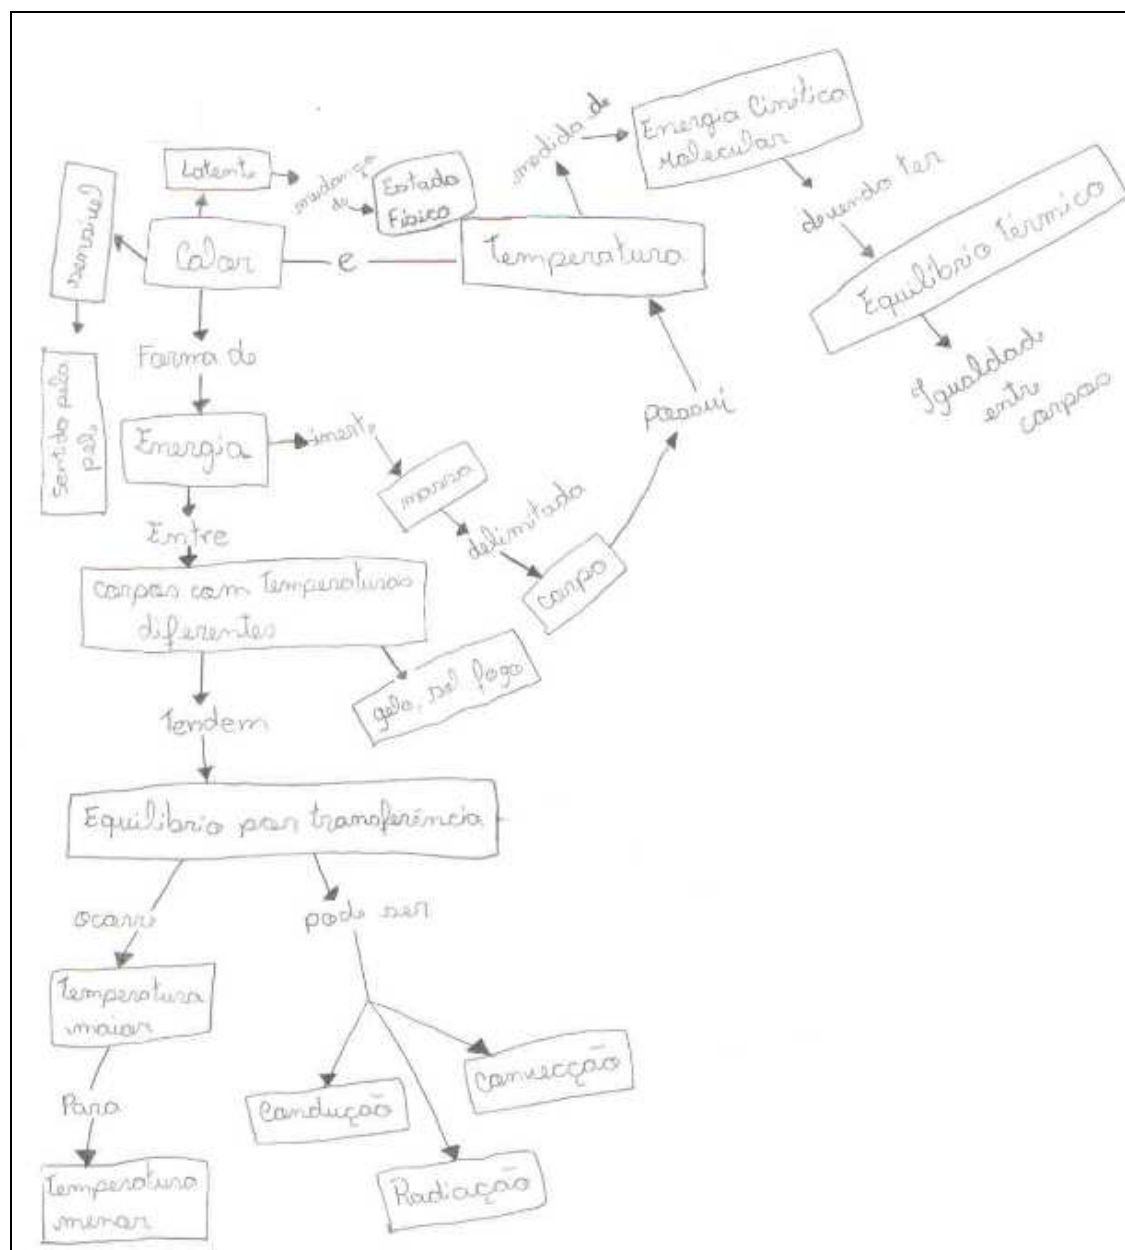 Latente
mudança
de
Estado
Físico
sensível
Calor
e
Temperatura
medida de
Energia Cinética
Molecular
devendo ter
Equilíbrio térmico
Igualdade
entre
corpos
Sentido pela
pele
Forma de
Energia
inerte
massa
delimitada
corpo
possui
Entre
corpos com temperaturas
diferentes
gelo, sol fogo
tendem
Equilibrio por transferência
ocorre
pode ser
temperatura
maior
Para
temperatura
menor
Condução
Convecção
Radiação